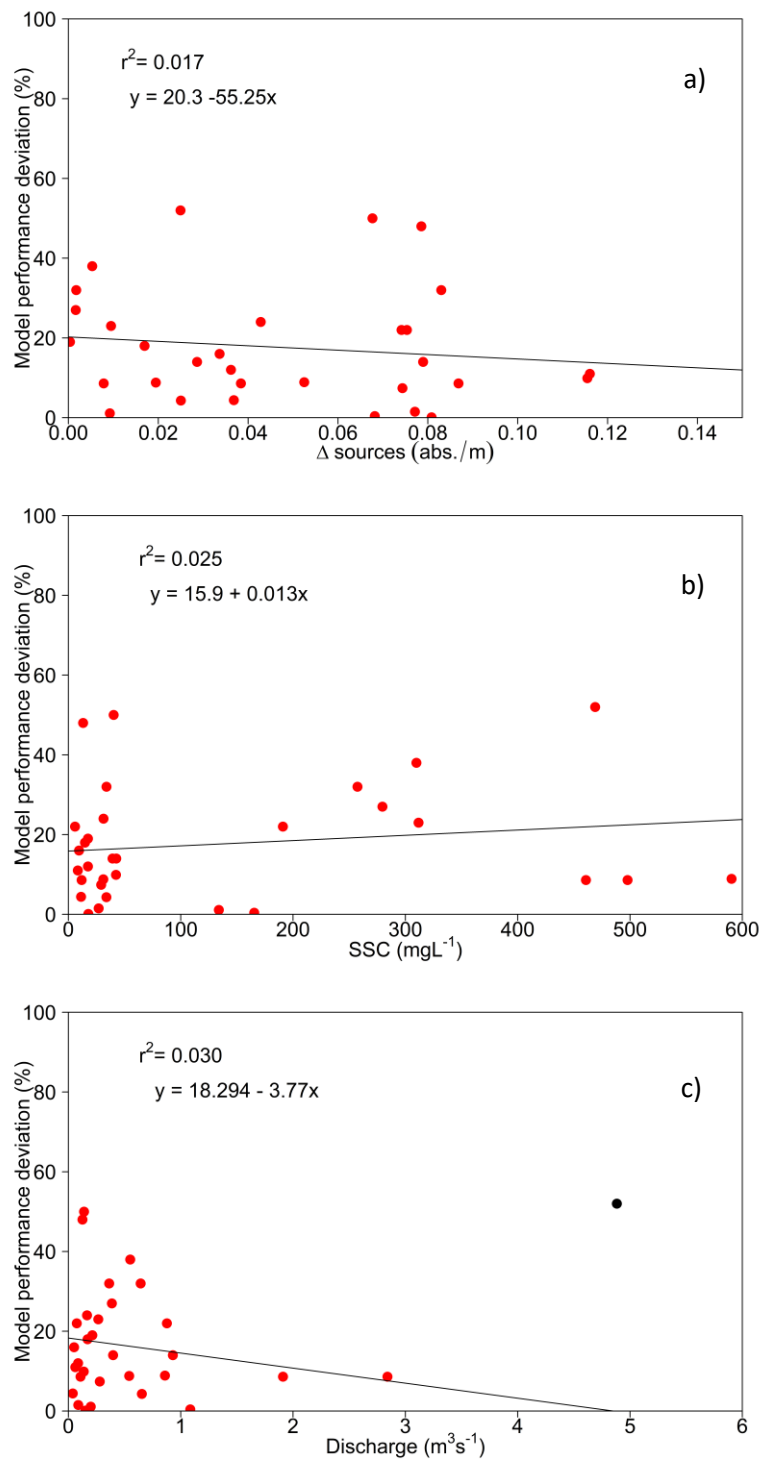 100
80
60
40
20
0
Model performance deviation (%)
r²= 0.017
y = 20.3 -55.25x
a)
0.00 0.02 0.04 0.06 0.08 0.10 0.12 0.14
Δ sources (abs./m)
100
80
60
40
20
0
Model performance deviation (%)
r²= 0.025
y = 15.9 + 0.013x
b)
0 100 200 300 400 500 600
SSC (mgL⁻¹)
100
80
60
40
20
0
Model performance deviation (%)
r²= 0.030
y = 18.294 - 3.77x
c)
0 1 2 3 4 5 6
Discharge (m³s⁻¹)